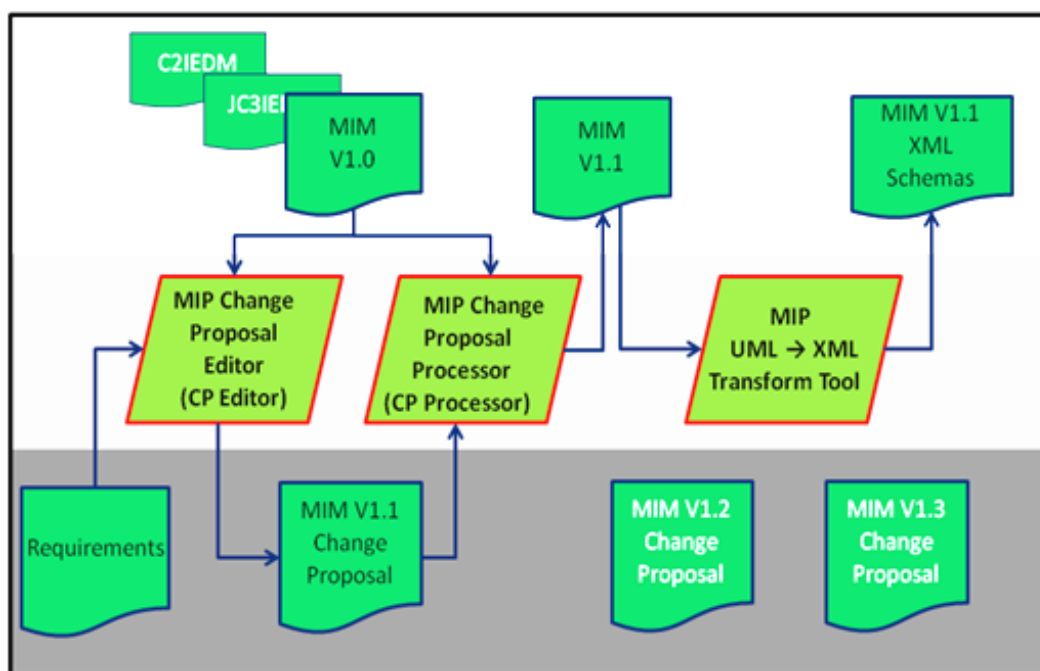 C2IEDM
JC3IE
MIM
V1.0
MIM
V1.1
MIM V1.1
XML
Schemas
MIP Change
Proposal
Editor
(CP Editor)
MIP Change
Proposal
Processor
(CP Processor)
MIP
UML → XML
Transform Tool
Requirements
MIM V1.1
Change
Proposal
MIM V1.2
Change
Proposal
MIM V1.3
Change
Proposal